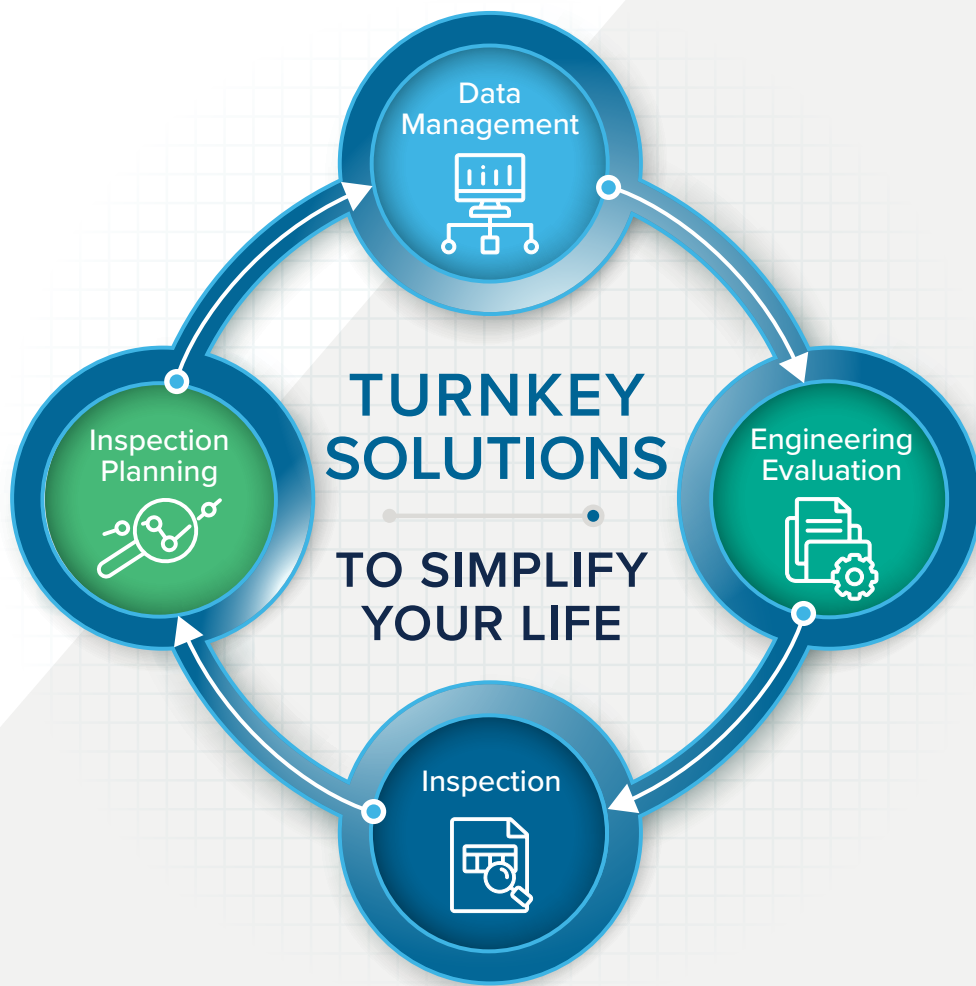 Data
Management
TURNKEY
SOLUTIONS
TO SIMPLIFY
YOUR LIFE
Inspection
Planning
Engineering
Evaluation
Inspection